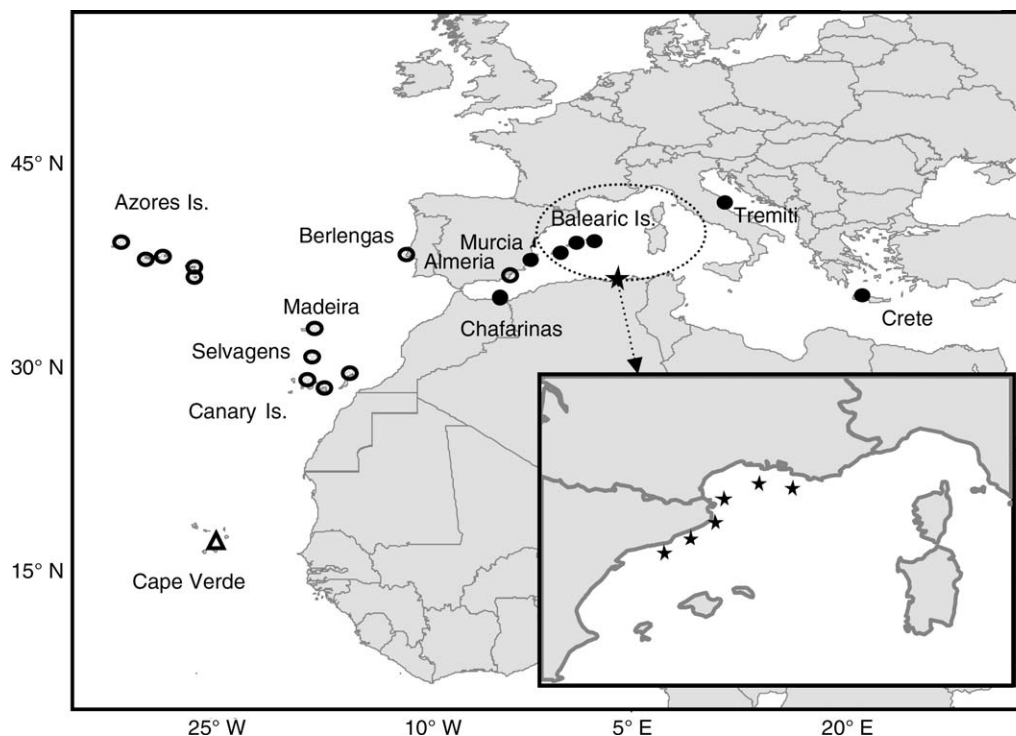 45° N
Azores Is.
Berlengas
Murcia
Balearic Is.
Tremiti
Almeria
Madeira
Chafarinas
Crete
Selvagens
30° N
Canary Is.
15° N
Cape Verde
25° W
10° W
5° E
20° E